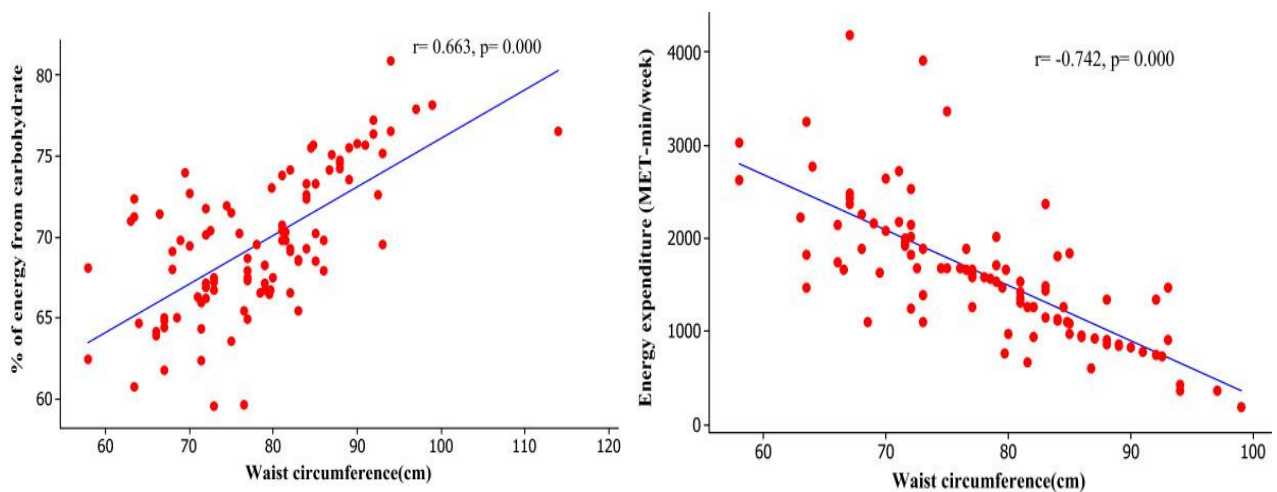 r= 0.663, p= 0.000
% of energy from carbohydrate
80
75
70
65
60
60 70 80 90 100 110 120
Waist circumference(cm)
r= -0.742, p= 0.000
Energy expenditure (MET-min/week)
4000
3000
2000
1000
0
60 70 80 90 100
Waist circumference(cm)